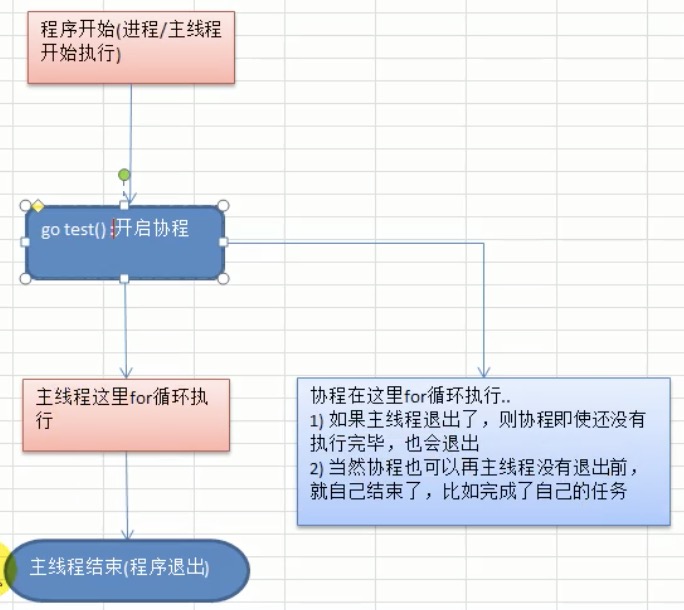 程序开始(进程/主线程
开始执行)
go test() :开启协程
主线程这里for循环执
行
协程在这里for循环执行..
1) 如果主线程退出了，则协程即使还没有
执行完毕，也会退出
2) 当然协程也可以再主线程没有退出前，
就自己结束了，比如完成了自己的任务
主线程结束(程序退出)